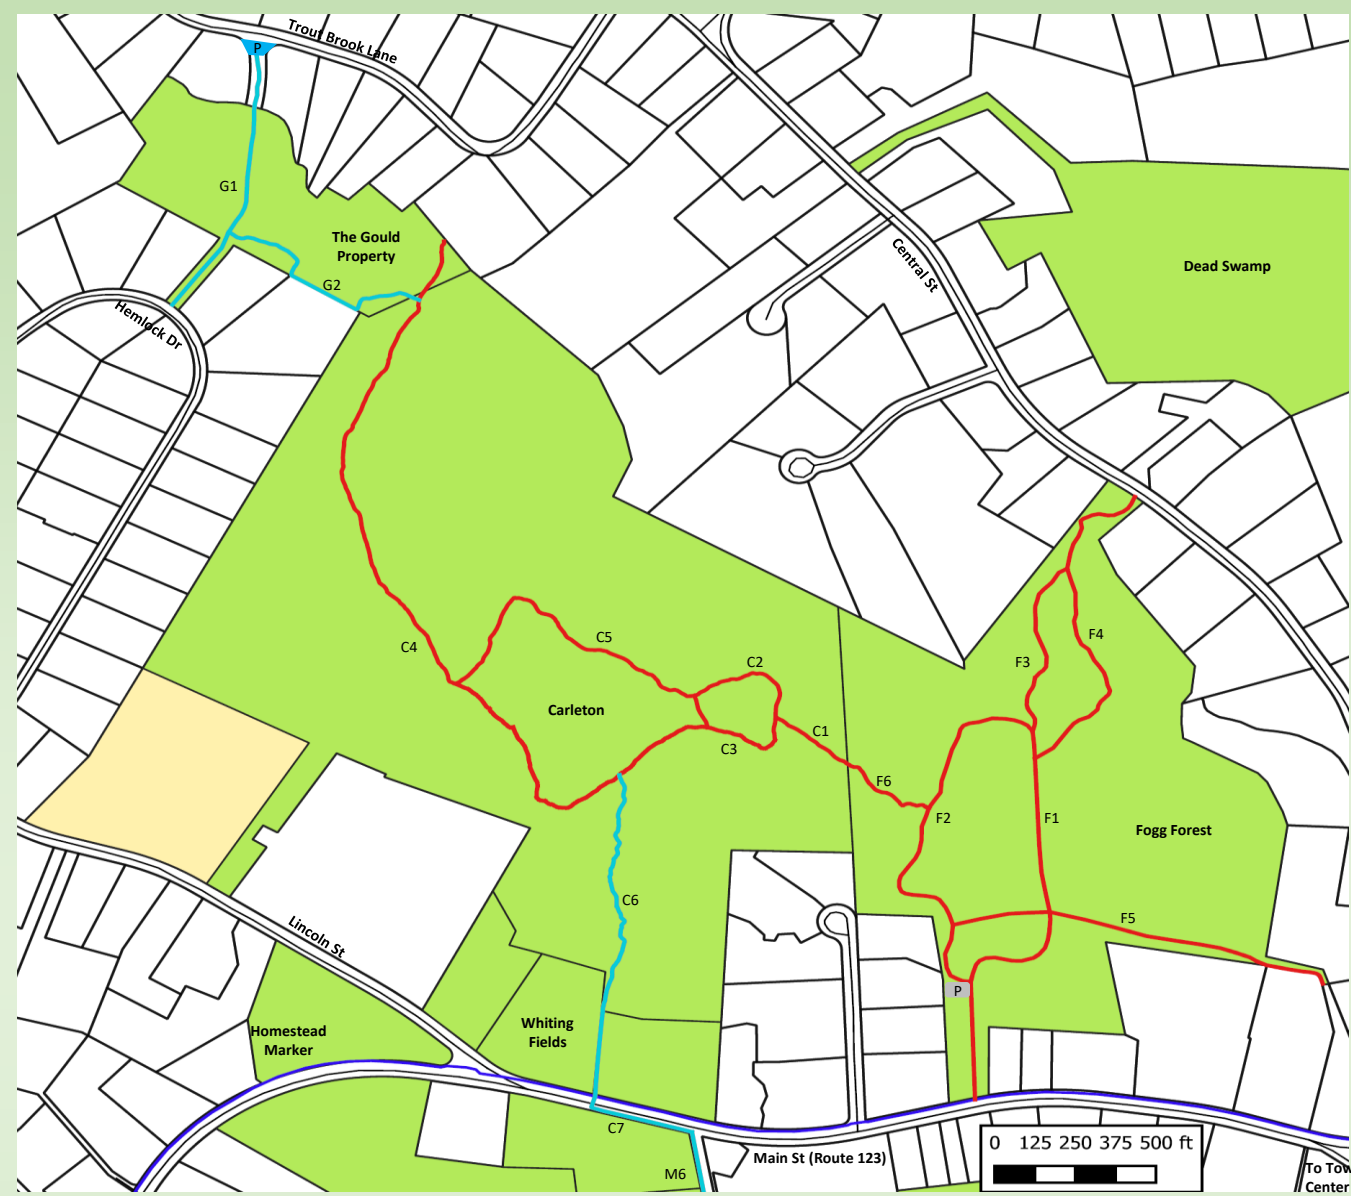 P
Trout Brook Lane
G1
The Gould
Property
Central St
Dead Swamp
G2
Hemlock Dr
C4
C5
C2
F4
F3
Carleton
C3
C1
F6
F2
F1
Fogg Forest
C6
F5
Lincoln St
P
Whiting
Fields
Homestead
Marker
C7
Main St (Route 123)
M6
0 125 250 375 500 ft
To Tow
Center